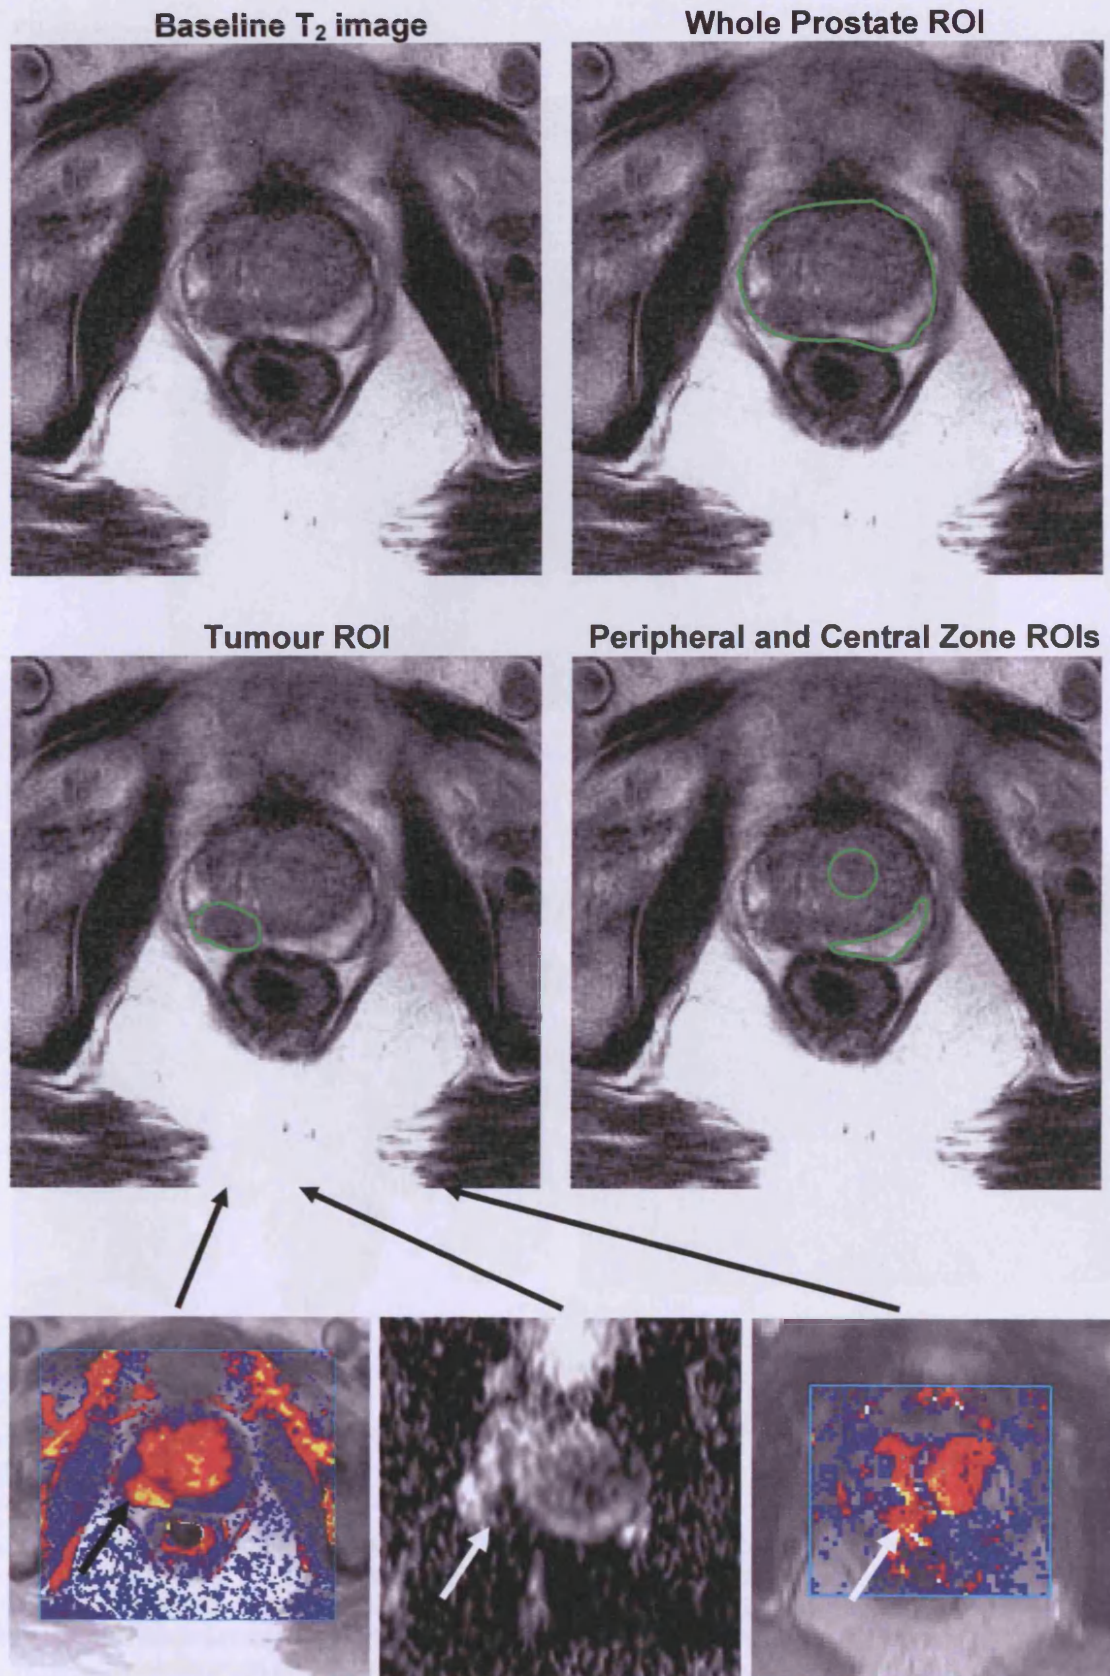 Baseline T₂ image
Whole Prostate ROI
Tumour ROI
Peripheral and Central Zone ROIs